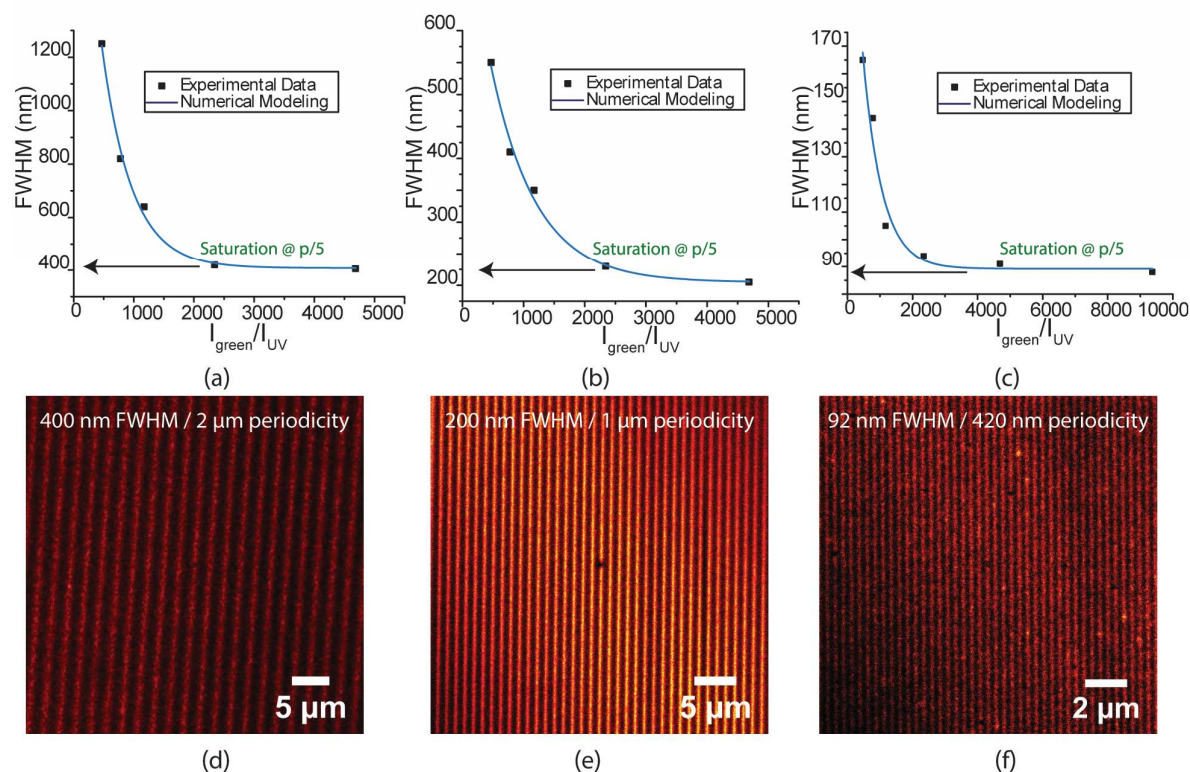 1200
1000
800
600
400
FWHM (nm)
Experimental Data
Numerical Modeling
Saturation @ p/5
0 1000 2000 3000 4000 5000
Igreen/IUV
(a)
600
550
450
350
250
200
FWHM (nm)
Experimental Data
Numerical Modeling
Saturation @ p/5
0 1000 2000 3000 4000 5000
Igreen/IUV
(b)
170
150
130
110
90
FWHM (nm)
Experimental Data
Numerical Modeling
Saturation @ p/5
0 2000 4000 6000 8000 10000
Igreen/IUV
(c)
400 nm FWHM / 2 µm periodicity
5 µm
(d)
200 nm FWHM / 1 µm periodicity
5 µm
(e)
92 nm FWHM / 420 nm periodicity
2 µm
(f)